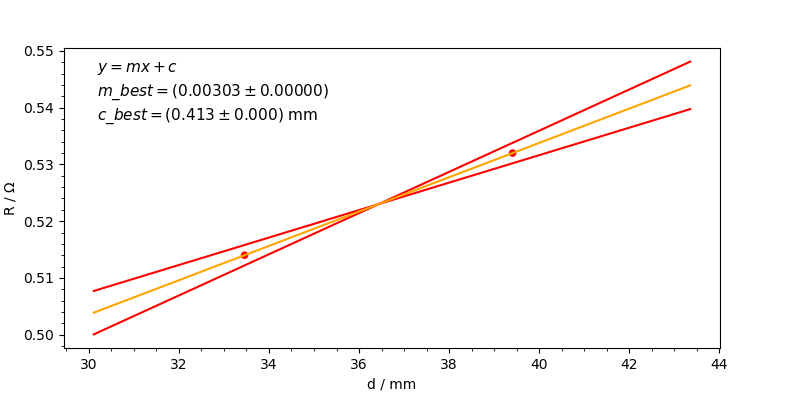 0.55
0.54
0.53
0.52
0.51
0.50
R / Ω
y = mx + c
m_best = (0.00303 ± 0.00000)
c_best = (0.413 ± 0.000) mm
30 32 34 36 38 40 42 44
d / mm